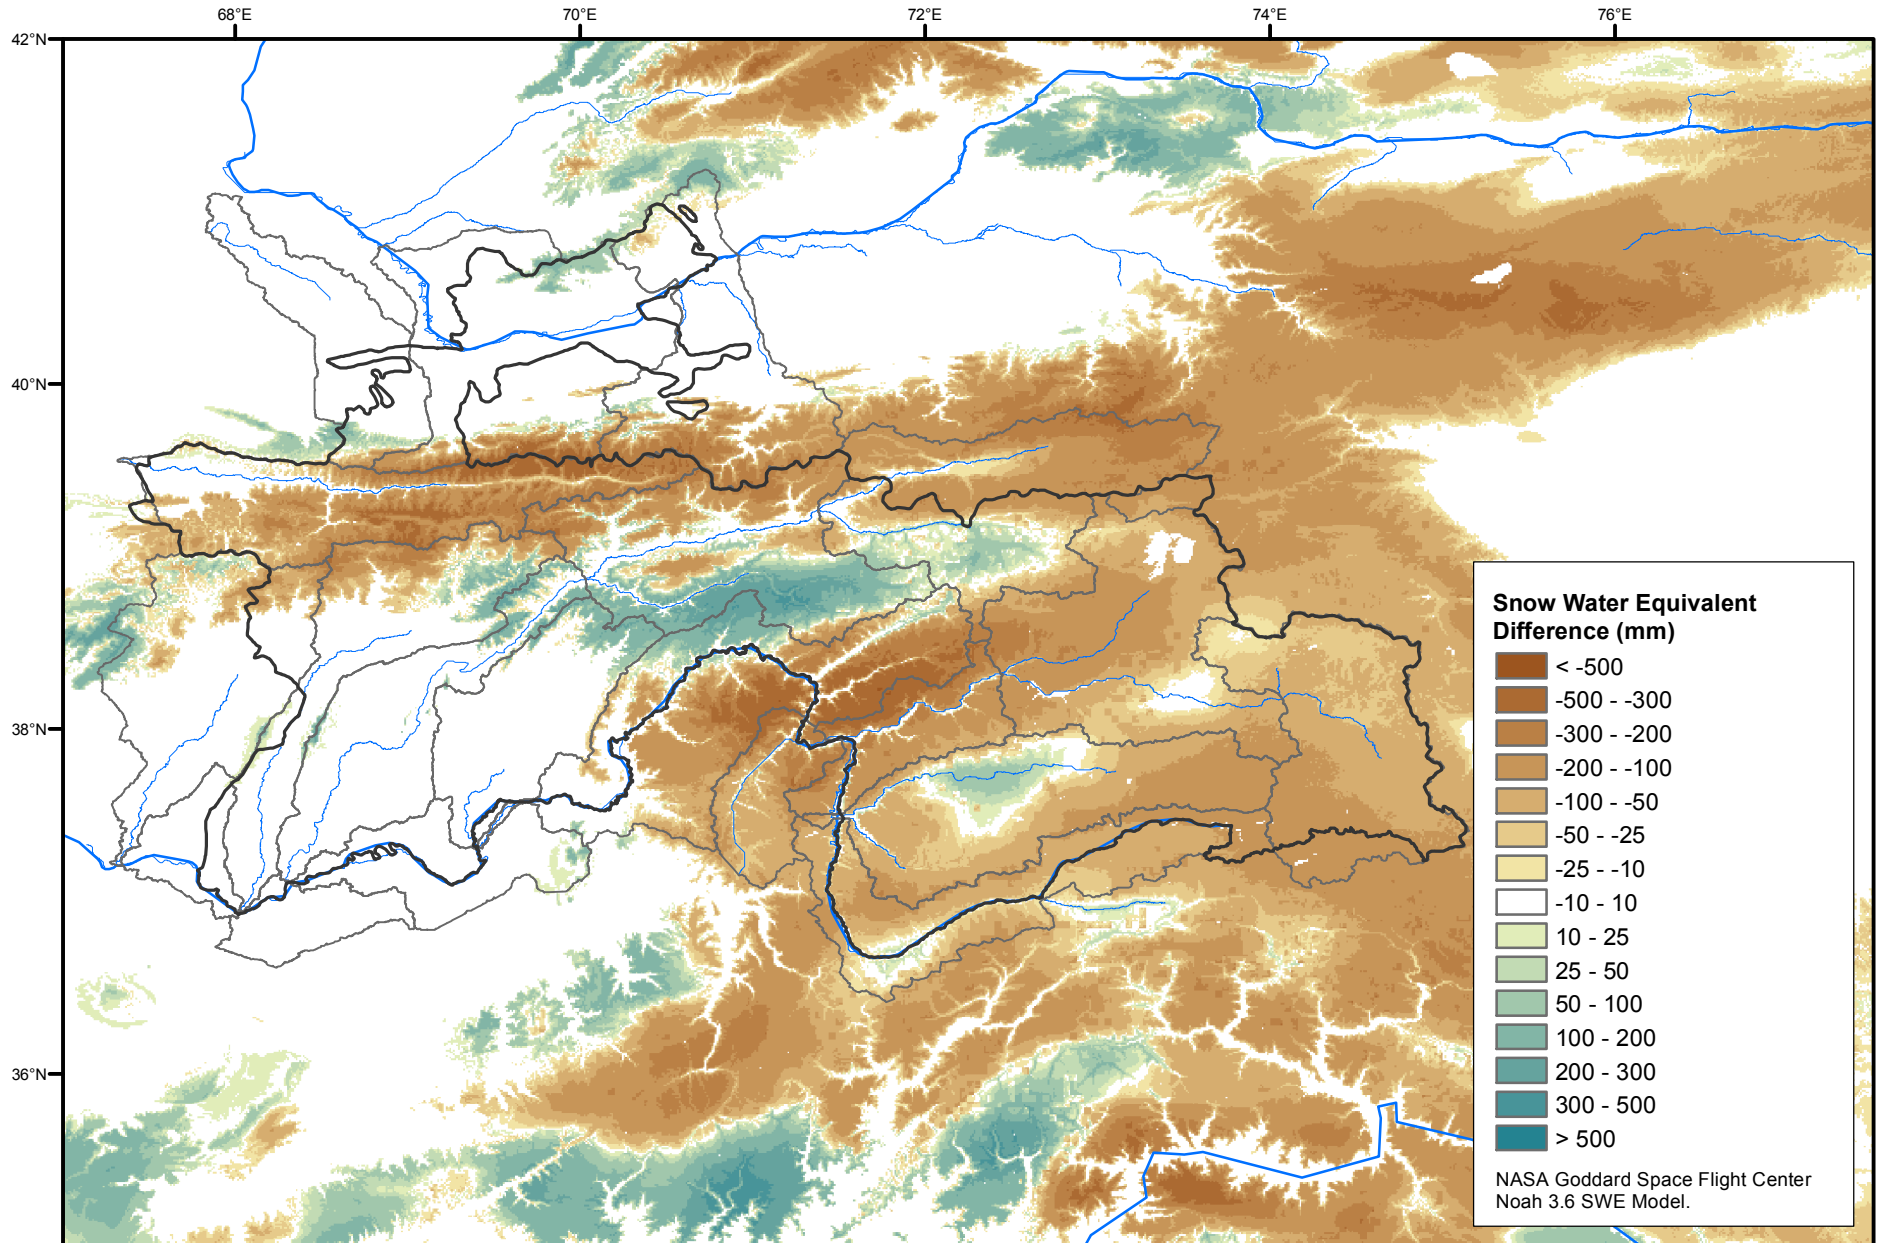 68°E
70°E
72°E
74°E
76°E
42°N
40°N
38°N
36°N
Snow Water Equivalent
Difference (mm)
< -500
-500 - -300
-300 - -200
-200 - -100
-100 - -50
-50 - -25
-25 - -10
-10 - 10
10 - 25
25 - 50
50 - 100
100 - 200
200 - 300
300 - 500
> 500
NASA Goddard Space Flight Center
Noah 3.6 SWE Model.